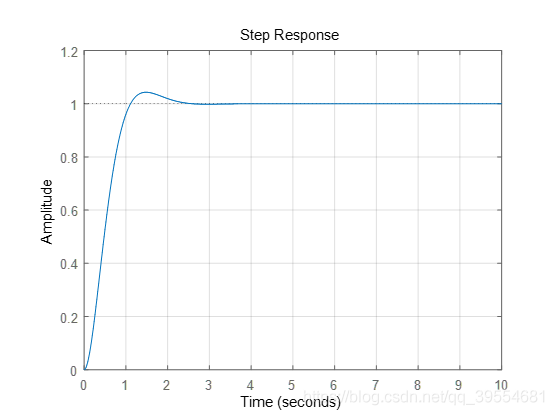 Step Response
Amplitude
1.2
1
0.8
0.6
0.4
0.2
0
0 1 2 3 4 5 6 7 8 9 10
Time (seconds)
https://blog.csdn.net/qq_39554681